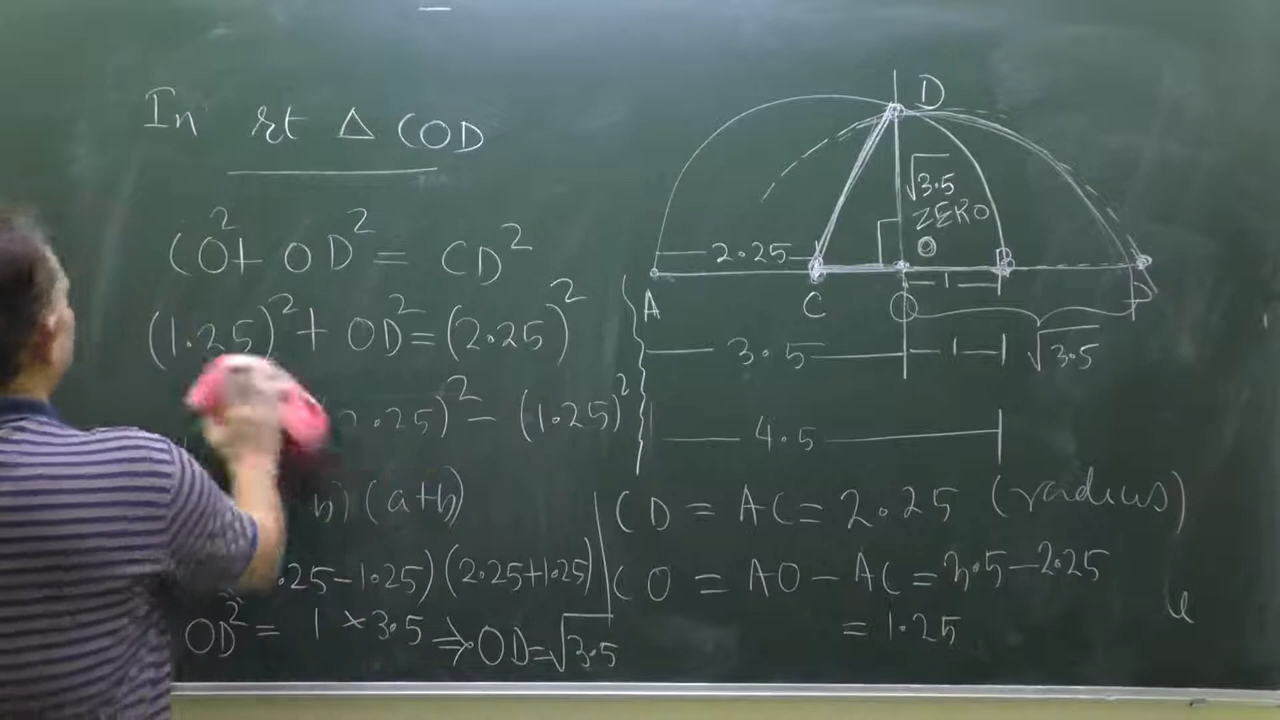 In rt Δ COD
CO² + OD² = CD²
(1.25)² + OD² = (2.25)²
2.25)² - (1.25)²
b) (a+b)
.25-1.25)(2.25+1.25)
OD² = 1 × 3.5 ⇒ OD = √3.5
D
√3.5
ZERO
0
2.25
1
A C O B
3.5 1 √3.5
4.5
CD = AC = 2.25 (radius)
CO = AO - AC = 3.5 - 2.25
= 1.25